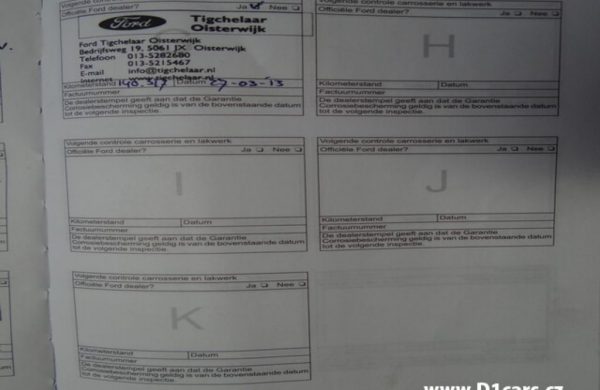 Volgende controle carrosserie en lakwerk
Officiële Ford dealer? Ja Nee
Ford Tigchelaar
Oisterwijk
Ford Tigchelaar Oisterwijk
Bedrijfsweg 19, 5061 JX Oisterwijk
Telefoon 013-5282680
Fax 013-5215467
E-mail info@tigchelaar.nl
Internet www.tigchelaar.nl
Kilometerstand Datum 27-03-13
Factuurnummer
De dealerstempel geeft aan dat de Garantie
Corrosiebescherming geldig is van bovenstaande datum
tot de volgende inspectie.
Officiële Ford dealer? Ja Nee
H
Kilometerstand Datum
Factuurnummer
De dealerstempel geeft aan dat de Garantie
Corrosiebescherming geldig is van de bovenstaande datum
tot de volgende inspectie.
Volgende controle carrosserie en lakwerk
Officiële Ford dealer? Ja Nee
I
Kilometerstand Datum
Factuurnummer
De dealerstempel geeft aan dat de Garantie
Corrosiebescherming geldig is van de bovenstaande datum
tot de volgende inspectie.
Volgende controle carrosserie en lakwerk
Officiële Ford dealer? Ja Nee
J
Kilometerstand Datum
Factuurnummer
De dealerstempel geeft aan dat de Garantie
Corrosiebescherming geldig is van de bovenstaande datum
tot de volgende inspectie.
Volgende controle carrosserie en lakwerk
Officiële Ford dealer? Ja Nee
K
Kilometerstand Datum
Factuurnummer
De dealerstempel geeft aan dat de Garantie
Corrosiebescherming geldig is van de bovenstaande datum
tot de volgende inspectie.
www.D1cars.cz